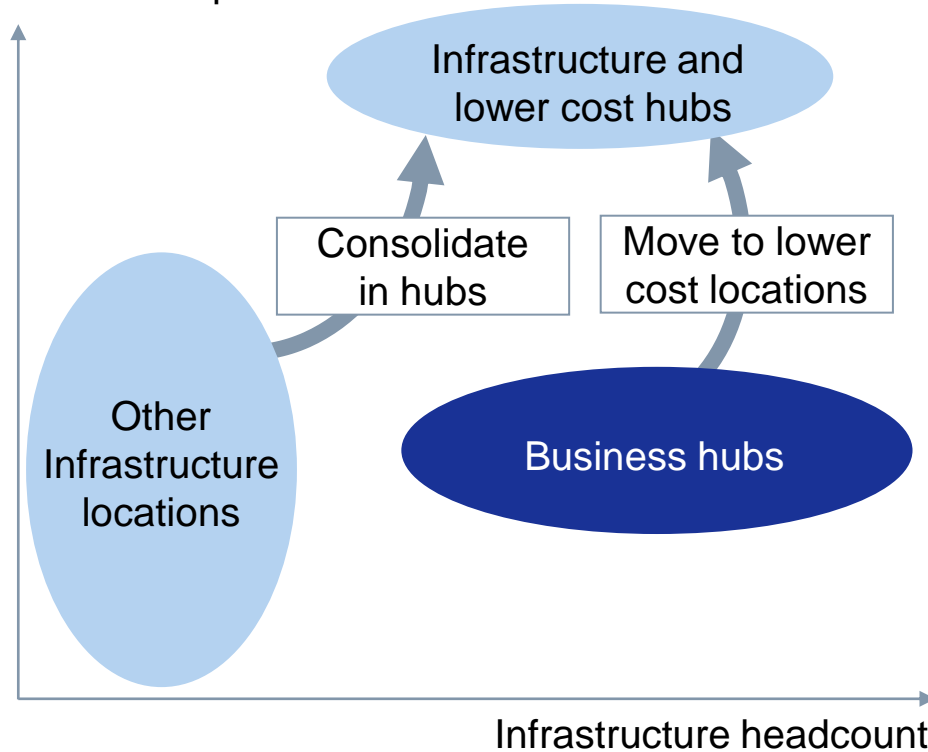 Infrastructure and
lower cost hubs
Consolidate
in hubs
Move to lower
cost locations
Other
Infrastructure
locations
Business hubs
Infrastructure headcount